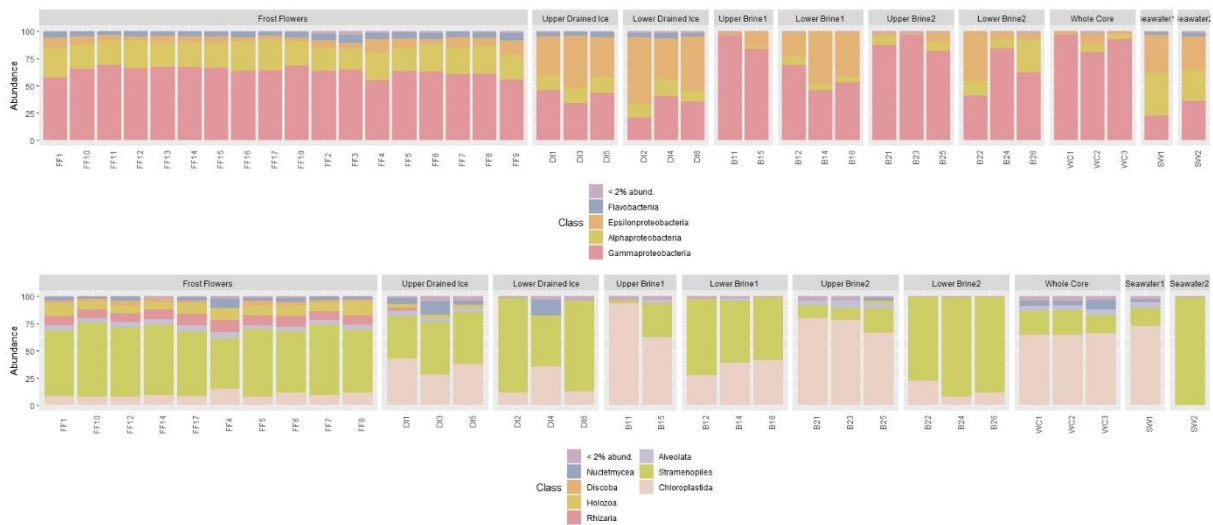 Frost Flowers Upper Drained Ice Lower Drained Ice Upper Brine1 Lower Brine1 Upper Brine2 Lower Brine2 Whole Core Seawater1 Seawater2
100
75
50
25
0
Abundance
FF1 FF10 FF11 FF12 FF13 FF14 FF15 FF16 FF17 FF18 FF2 FF3 FF4 FF5 FF6 FF7 FF8 FF9 DI1 DI3 DI5 DI2 DI4 DI6 B11 B15 B12 B14 B16 B21 B23 B25 B22 B24 B26 WC1 WC2 WC3 SW1 SW2
Class
< 2% abund.
Flavobacteriia
Epsilonproteobacteria
Alphaproteobacteria
Gammaproteobacteria
Frost Flowers Upper Drained Ice Lower Drained Ice Upper Brine1 Lower Brine1 Upper Brine2 Lower Brine2 Whole Core Seawater1 Seawater2
100
75
50
25
0
Abundance
FF1 FF10 FF12 FF14 FF17 FF4 FF5 FF6 FF7 FF8 DI1 DI3 DI5 DI2 DI4 DI6 B11 B15 B12 B14 B16 B21 B23 B25 B22 B24 B26 WC1 WC2 WC3 SW1 SW2
Class
< 2% abund. Alveolata
Nucletmycea Stramenopiles
Discoba Chloroplastida
Holozoa
Rhizaria